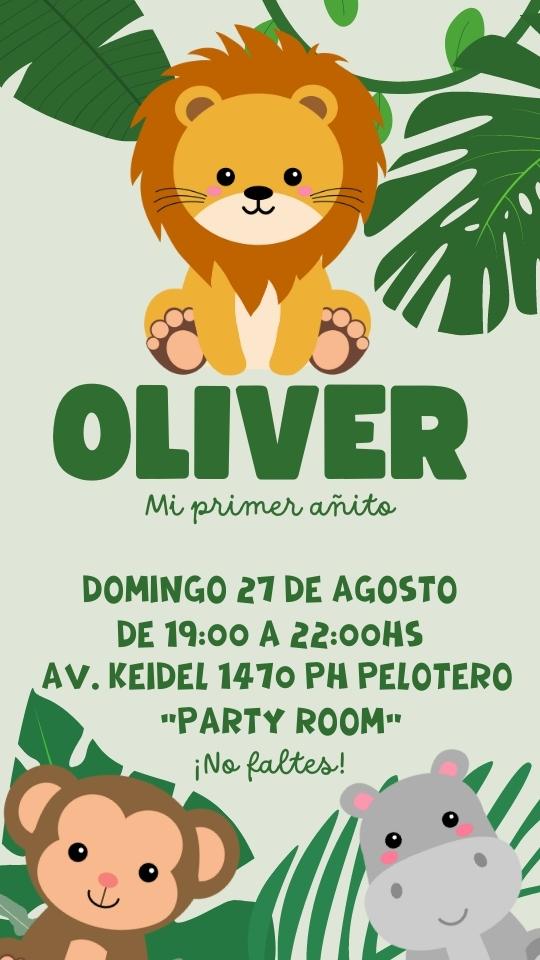 OLIVER
Mi primer añito
DOMINGO 27 DE AGOSTO
DE 19:00 A 22:00HS
AV. KEIDEL 1470 PH PELOTERO
"PARTY ROOM"
¡No faltes!